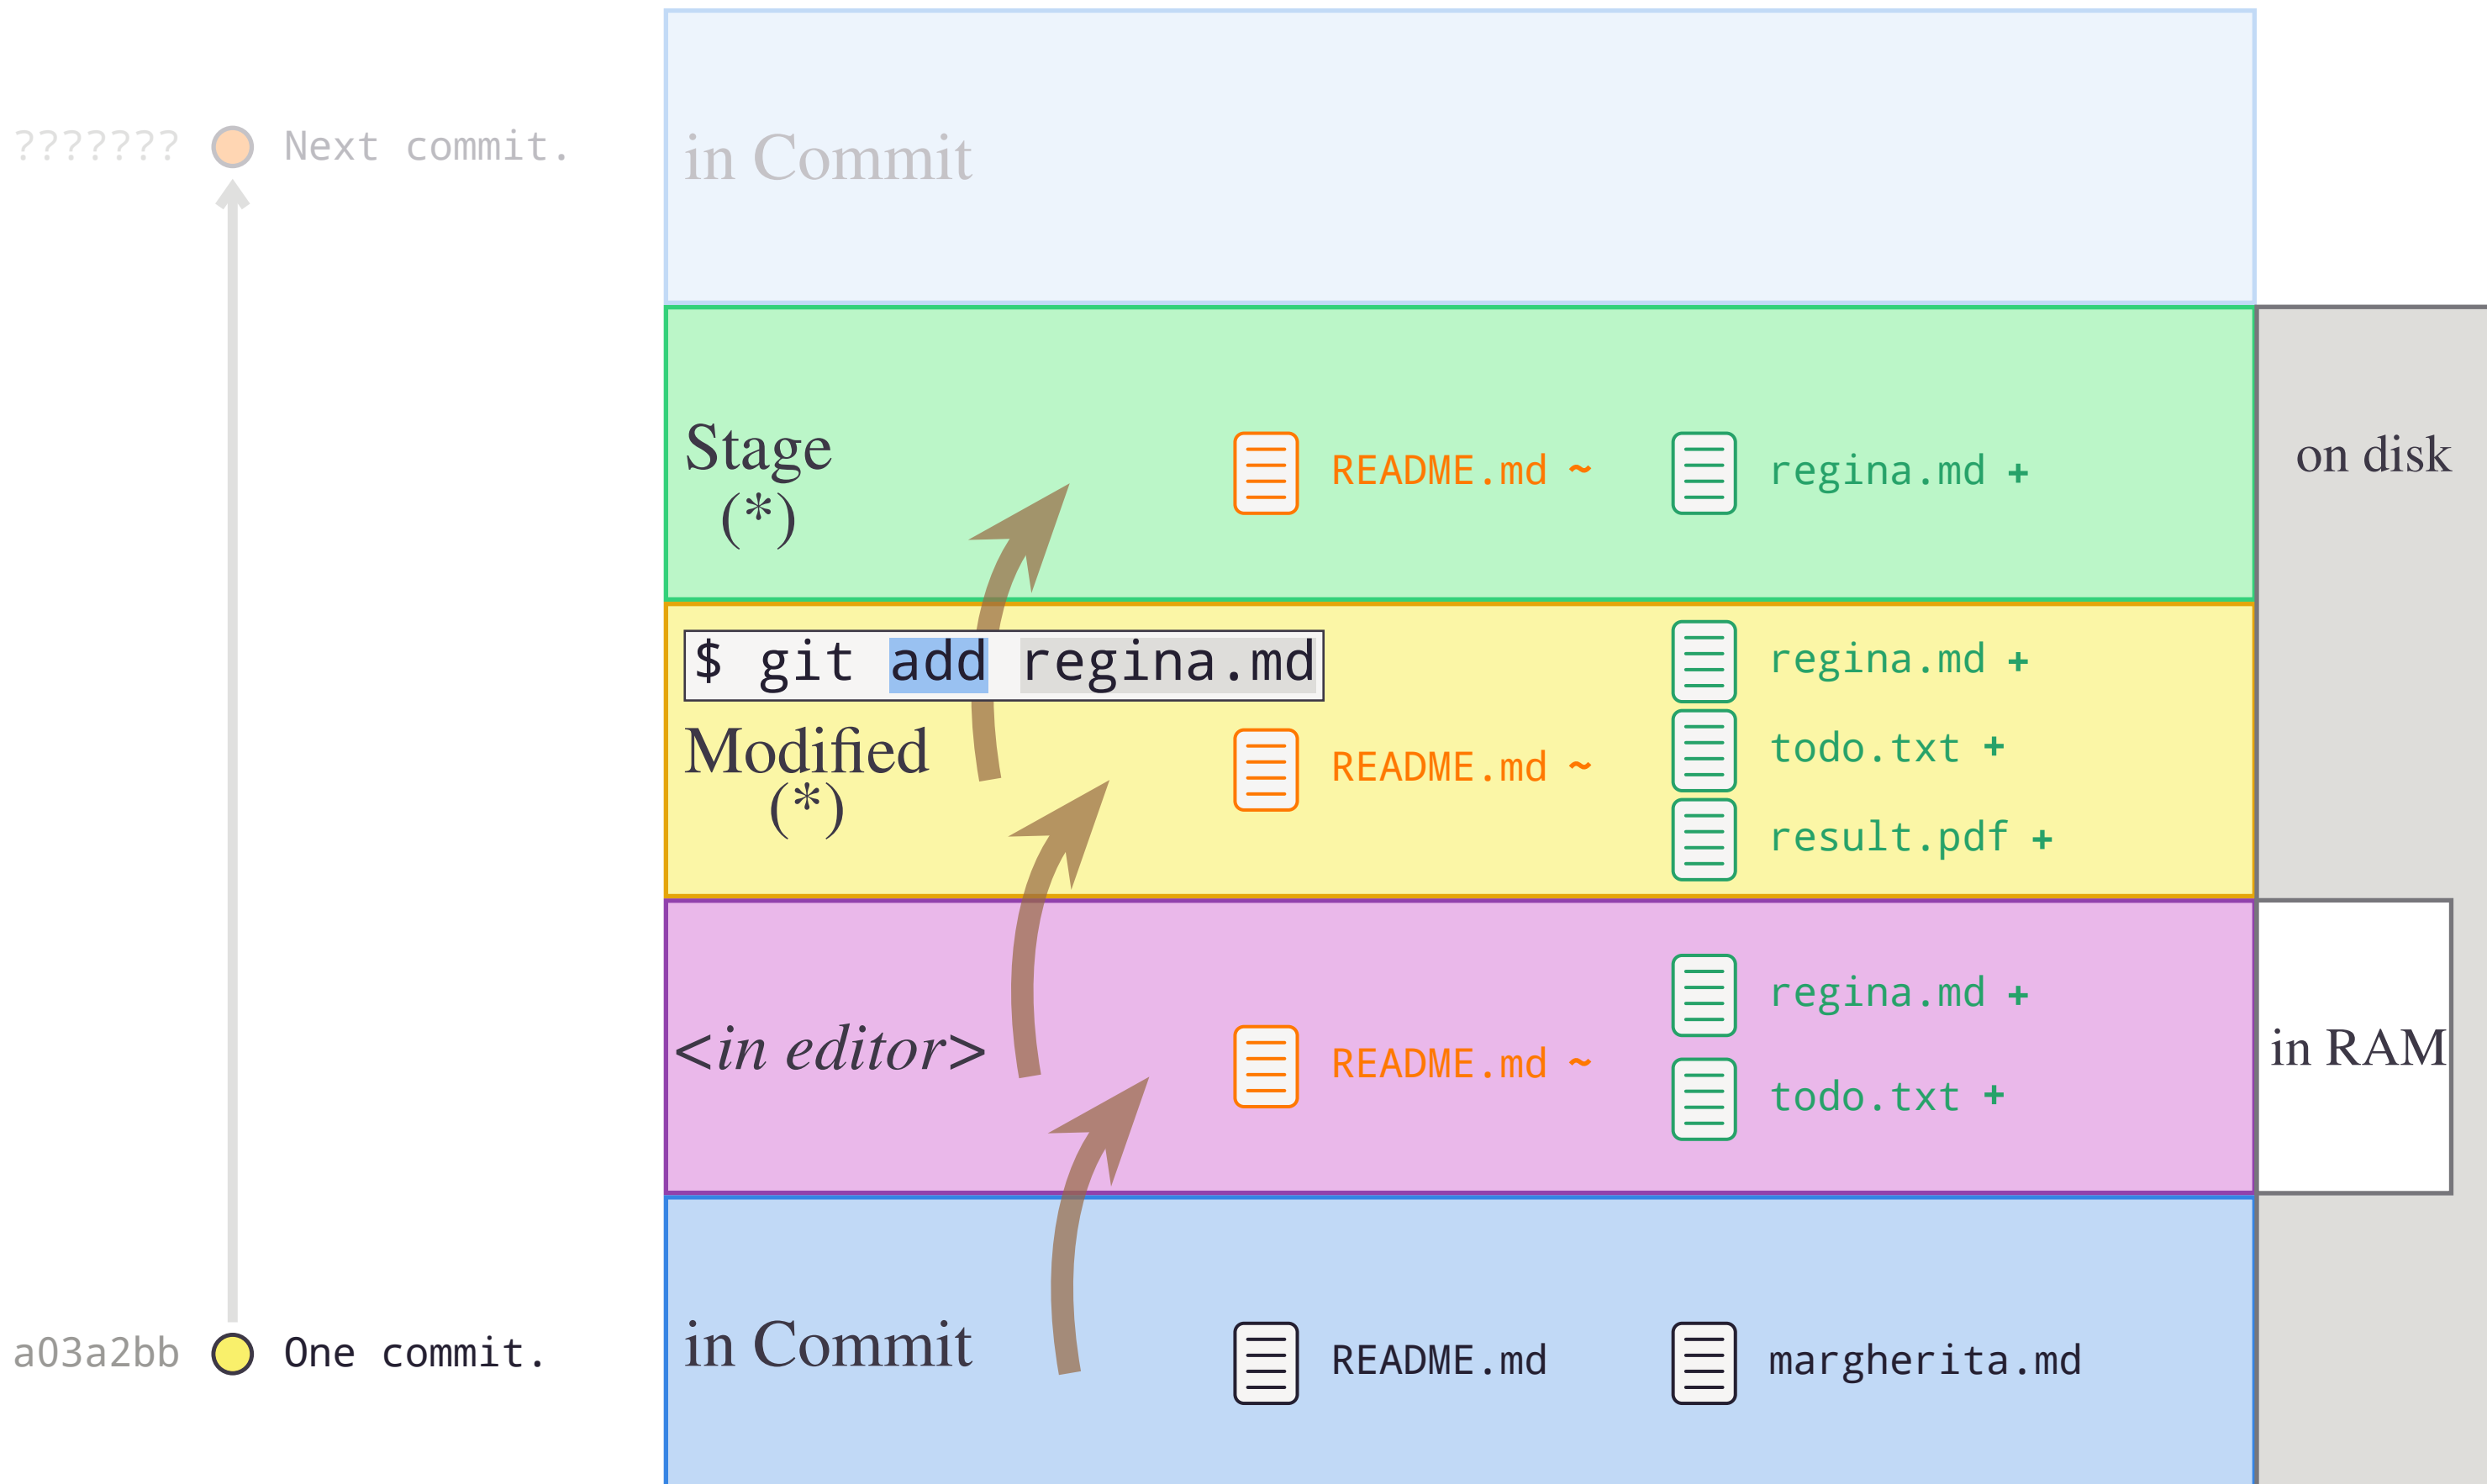 ??????? Next commit.
in Commit
Stage
(*)
README.md ~
regina.md +
on disk
$ git add regina.md
Modified
(*)
README.md ~
regina.md +
todo.txt +
result.pdf +
<in editor>
README.md ~
regina.md +
todo.txt +
in RAM
a03a2bb One commit.
in Commit
README.md
margherita.md